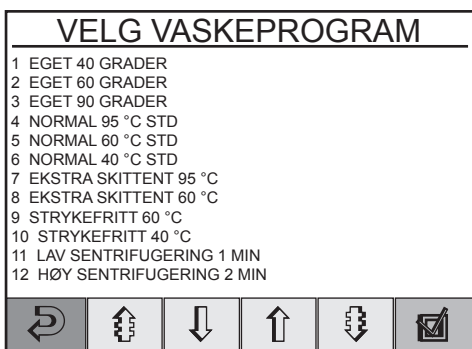 VELG VASKEPROGRAM
1 EGET 40 GRADER
2 EGET 60 GRADER
3 EGET 90 GRADER
4 NORMAL 95 °C STD
5 NORMAL 60 °C STD
6 NORMAL 40 °C STD
7 EKSTRA SKITTENT 95 °C
8 EKSTRA SKITTENT 60 °C
9 STRYKEFRITT 60 °C
10 STRYKEFRITT 40 °C
11 LAV SENTRIFUGERING 1 MIN
12 HØY SENTRIFUGERING 2 MIN